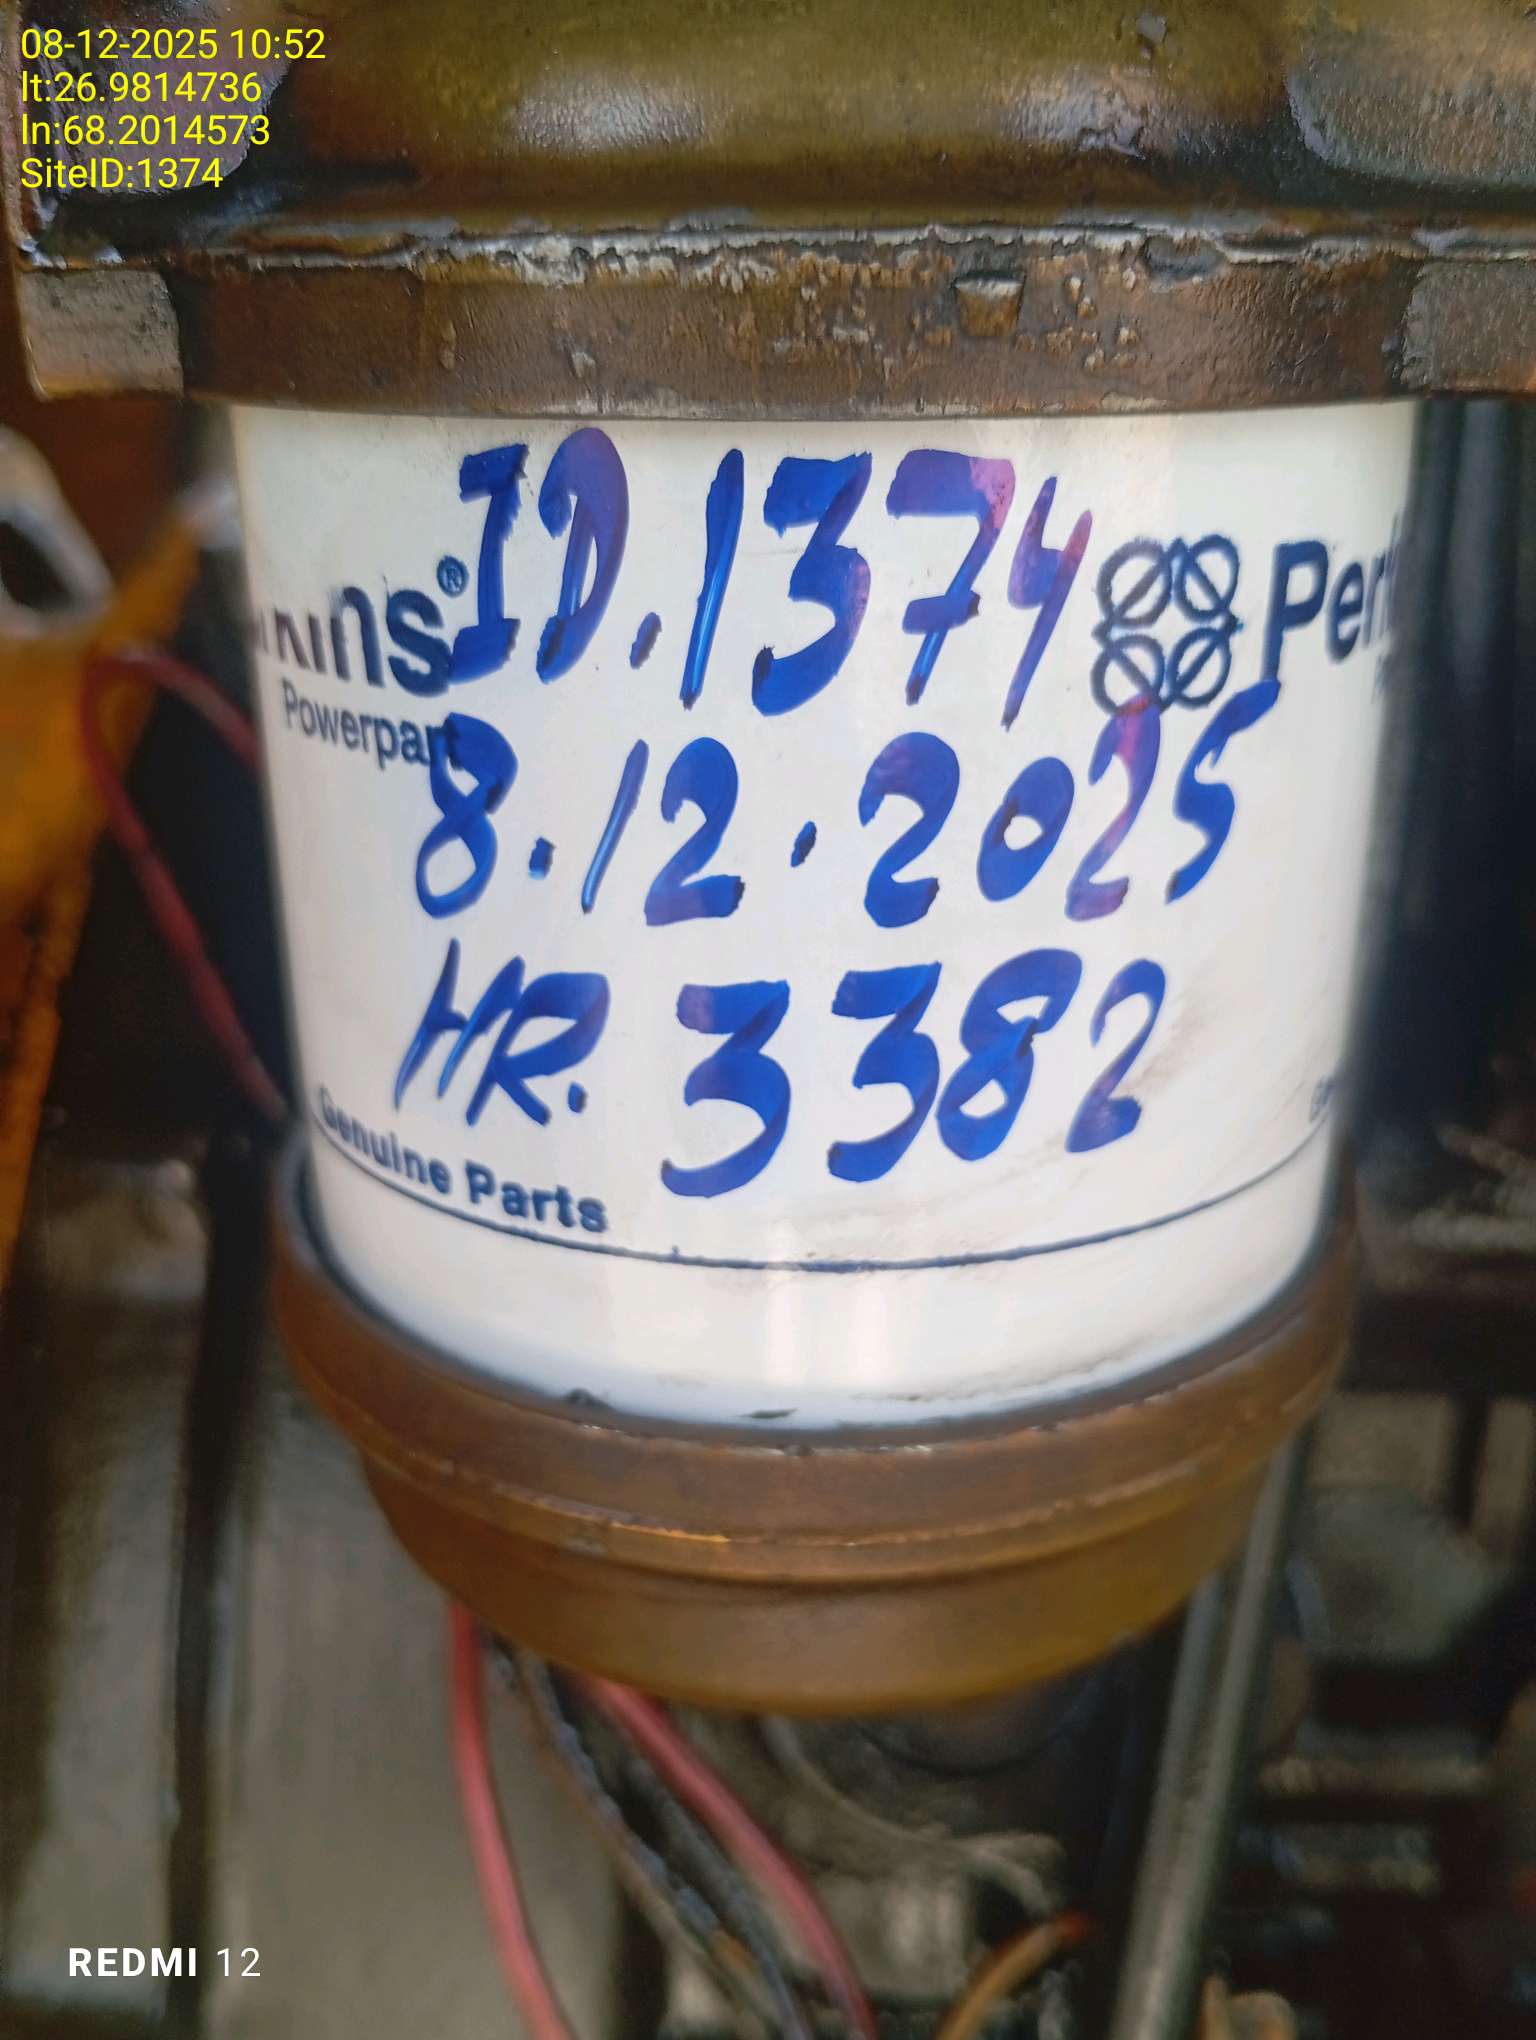 08-12-2025 10:52
lt:26.9814736
ln:68.2014573
SiteID:1374
ID.1374
8.12.2025
HR. 3382
Genuine Parts
REDMI 12